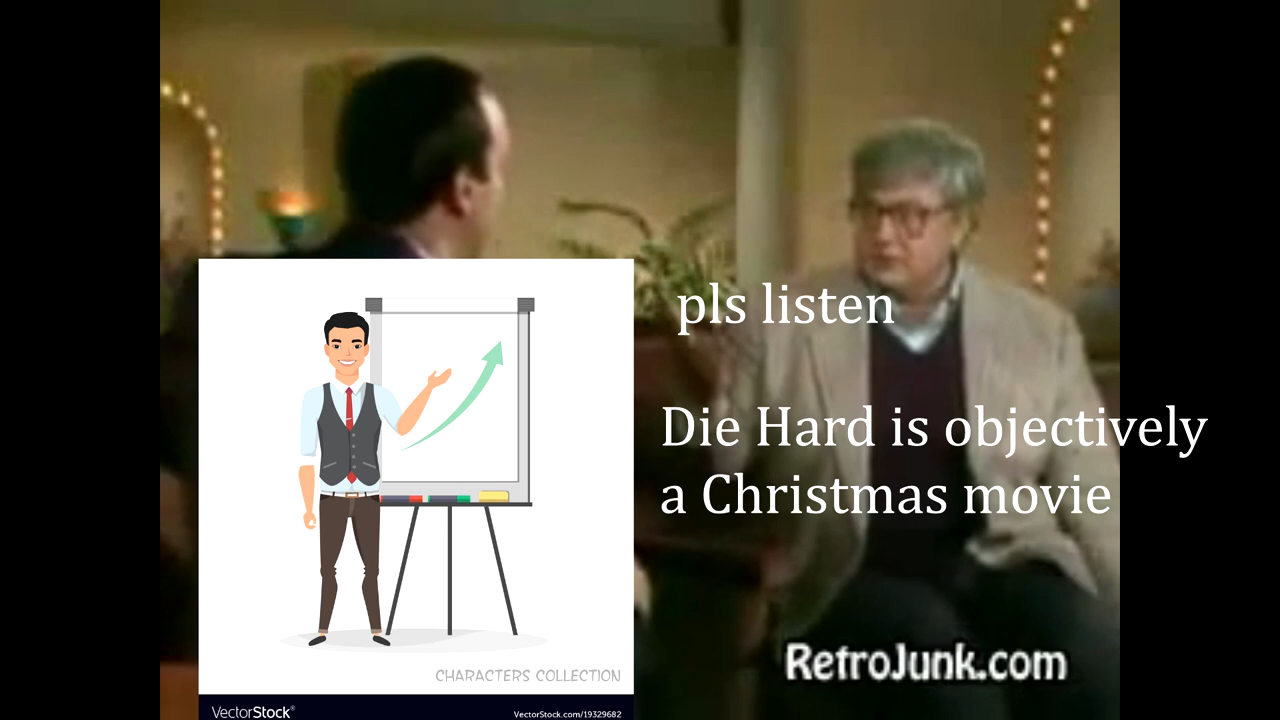 pls listen
Die Hard is objectively
a Christmas movie
RetroJunk.com
CHARACTERS COLLECTION
VectorStock®
VectorStock.com/19329682